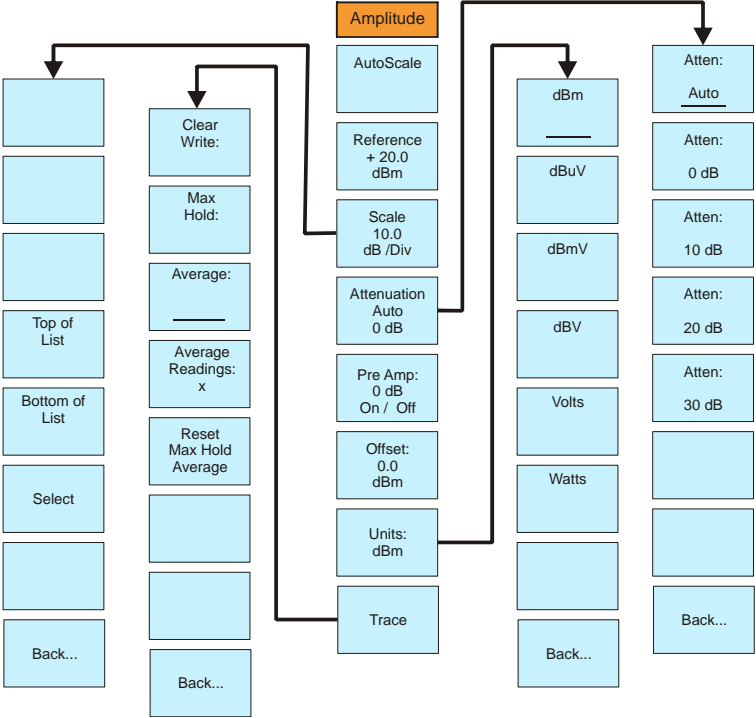 Amplitude
AutoScale
Reference
+ 20.0
dBm
Scale
10.0
dB /Div
Attenuation
Auto
0 dB
Pre Amp:
0 dB
On / Off
Offset:
0.0
dBm
Units:
dBm
Trace
Top of
List
Bottom of
List
Select
Back...
Clear
Write:
Max
Hold:
Average:
Average
Readings:
x
Reset
Max Hold
Average
Back...
dBm
dBuV
dBmV
dBV
Volts
Watts
Back...
Atten:
Auto
Atten:
0 dB
Atten:
10 dB
Atten:
20 dB
Atten:
30 dB
Back...